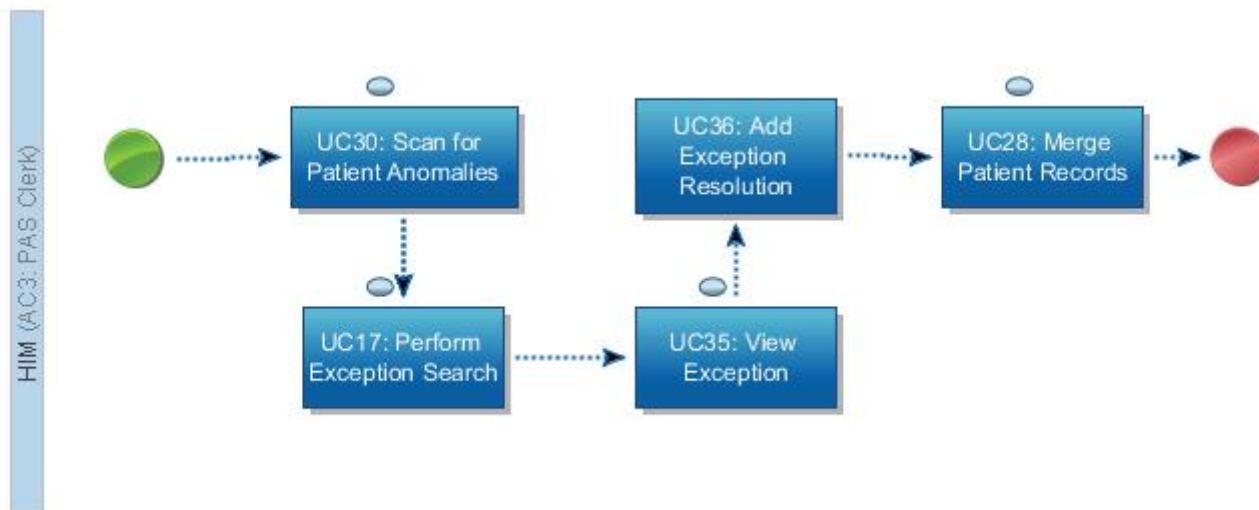 HIM (AC3: PAS Clerk)
UC30: Scan for
Patient Anomalies
UC36: Add
Exception
Resolution
UC28: Merge
Patient Records
UC17: Perform
Exception Search
UC35: View
Exception